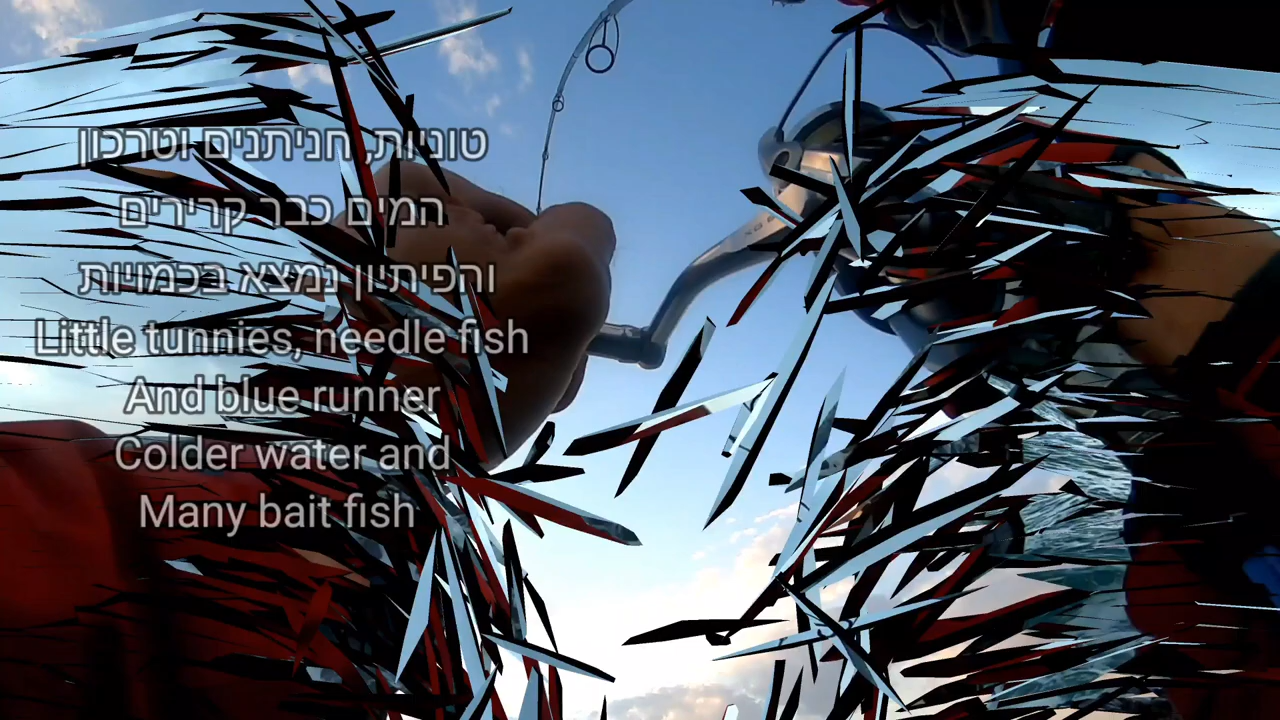 טונות, חניתנים וטרכון
המים כבר קרירים
והפיתיון נמצא בכמויות
Little tunnies, needle fish
And blue runner
Colder water and
Many bait fish